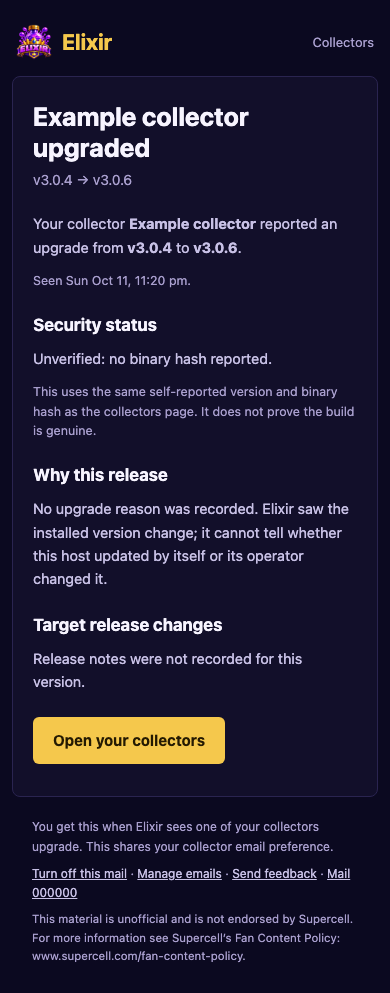 ELIXIR
Elixir
Collectors
Example collector
upgraded
v3.0.4 → v3.0.6
Your collector Example collector reported an
upgrade from v3.0.4 to v3.0.6.
Seen Sun Oct 11, 11:20 pm.
Security status
Unverified: no binary hash reported.
This uses the same self-reported version and binary
hash as the collectors page. It does not prove the build
is genuine.
Why this release
No upgrade reason was recorded. Elixir saw the
installed version change; it cannot tell whether
this host updated by itself or its operator
changed it.
Target release changes
Release notes were not recorded for this
version.
Open your collectors
You get this when Elixir sees one of your collectors
upgrade. This shares your collector email preference.
Turn off this mail · Manage emails · Send feedback · Mail
000000
This material is unofficial and is not endorsed by Supercell.
For more information see Supercell's Fan Content Policy:
www.supercell.com/fan-content-policy.